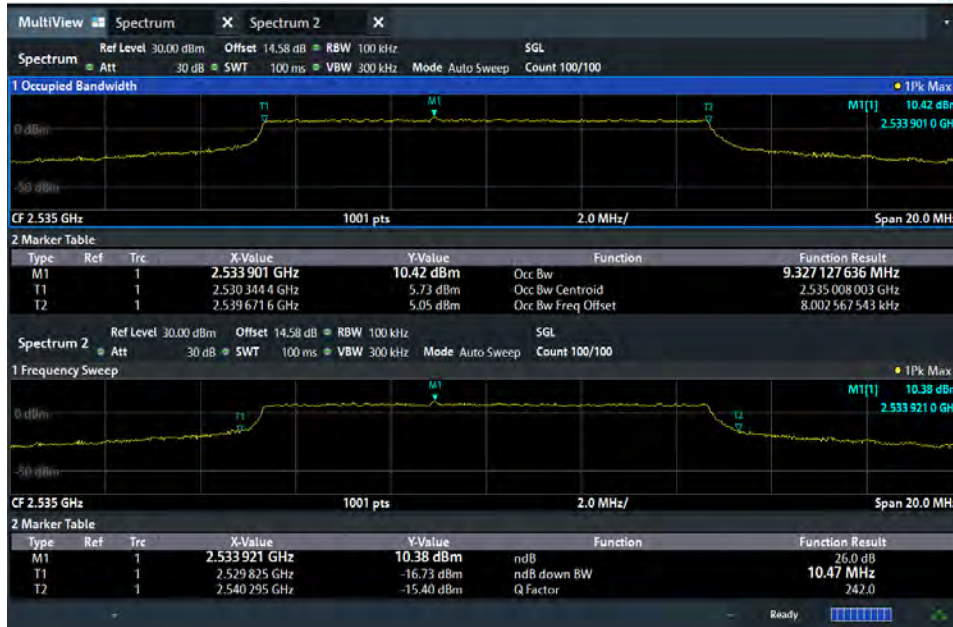 MultiView Spectrum X Spectrum 2 X
Spectrum Ref Level 30.00 dBm Offset 14.58 dB RBW 100 kHz SGL
Att 30 dB SWT 100 ms VBW 300 kHz Mode Auto Sweep Count 100/100
1 Occupied Bandwidth 1Pk Max
T1 M1 T2 M1[1] 10.42 dBm
0 dBm 2.533 901 0 GH
-50 dBm
CF 2.535 GHz 1001 pts 2.0 MHz/ Span 20.0 MH
2 Marker Table
Type Ref Trc X-Value Y-Value Function Function Result
M1 1 2.533 901 GHz 10.42 dBm Occ Bw 9.327 127 636 MHz
T1 1 2.530 344 4 GHz 5.73 dBm Occ Bw Centroid 2.535 008 003 GHz
T2 1 2.539 671 6 GHz 5.05 dBm Occ Bw Freq Offset 8.002 567 543 kHz
Spectrum 2 Ref Level 30.00 dBm Offset 14.58 dB RBW 100 kHz SGL
Att 30 dB SWT 100 ms VBW 300 kHz Mode Auto Sweep Count 100/100
1 Frequency Sweep 1Pk Max
M1 M1[1] 10.38 dBr
0 dBm T1 T2 2.533 921 0 GH
-50 dBm
CF 2.535 GHz 1001 pts 2.0 MHz/ Span 20.0 MH
2 Marker Table
Type Ref Trc X-Value Y-Value Function Function Result
M1 1 2.533 921 GHz 10.38 dBm ndB 26.0 dB
T1 1 2.529 825 GHz -16.73 dBm ndB down BW 10.47 MHz
T2 1 2.540 295 GHz -15.40 dBm Q Factor 242.0
Ready